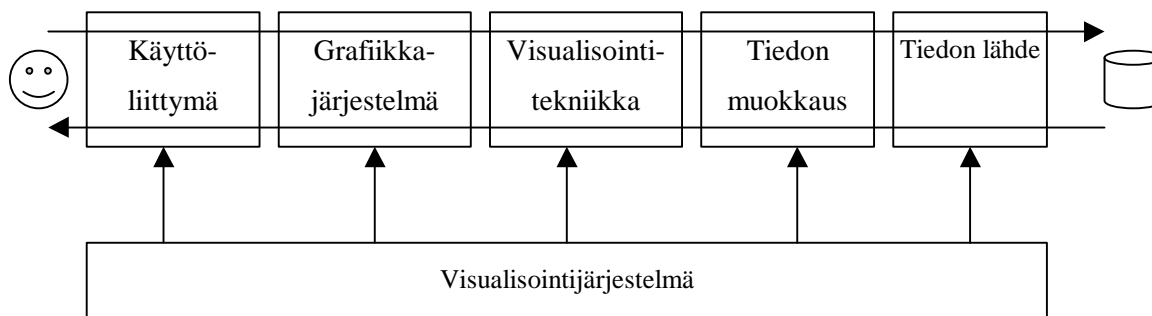 Käyttö-
liittymä
Grafiikka-
järjestelmä
Visualisointi-
tekniikka
Tiedon
muokkaus
Tiedon lähde
Visualisointijärjestelmä